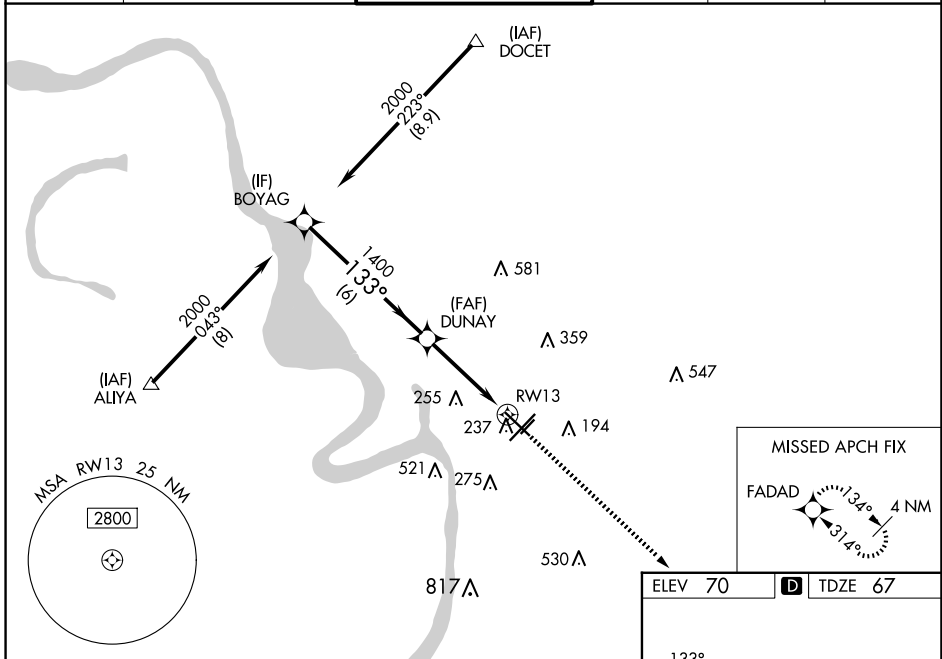 (IAF)
DOCET
2000
223°
(8.9)
(IF)
BOYAG
1400
133°
(6)
581
(FAF)
DUNAY
359
2000
043°
(8)
547
(IAF)
ALIYA
255
RW13
237
194
MISSED APCH FIX
521
275
FADAD
134°
4 NM
314°
MSA RW13 25 NM
2800
530
817
ELEV 70
D
TDZE 67
133°